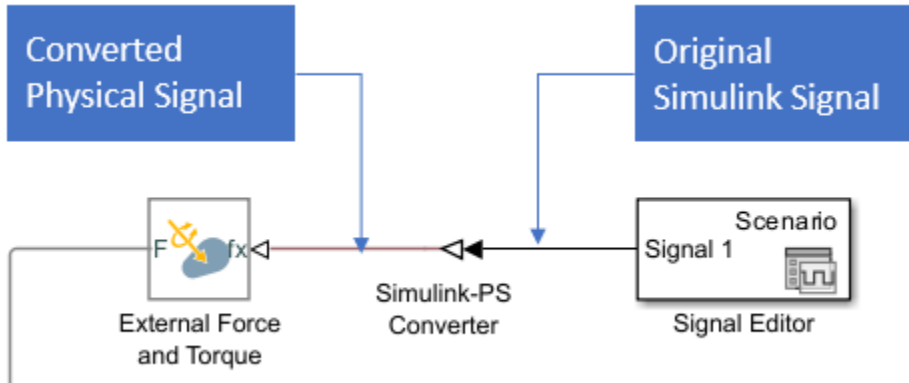 Converted
Physical Signal
Original
Simulink Signal
Scenario
Signal 1
F
fx
Simulink-PS
Converter
External Force
and Torque
Signal Editor